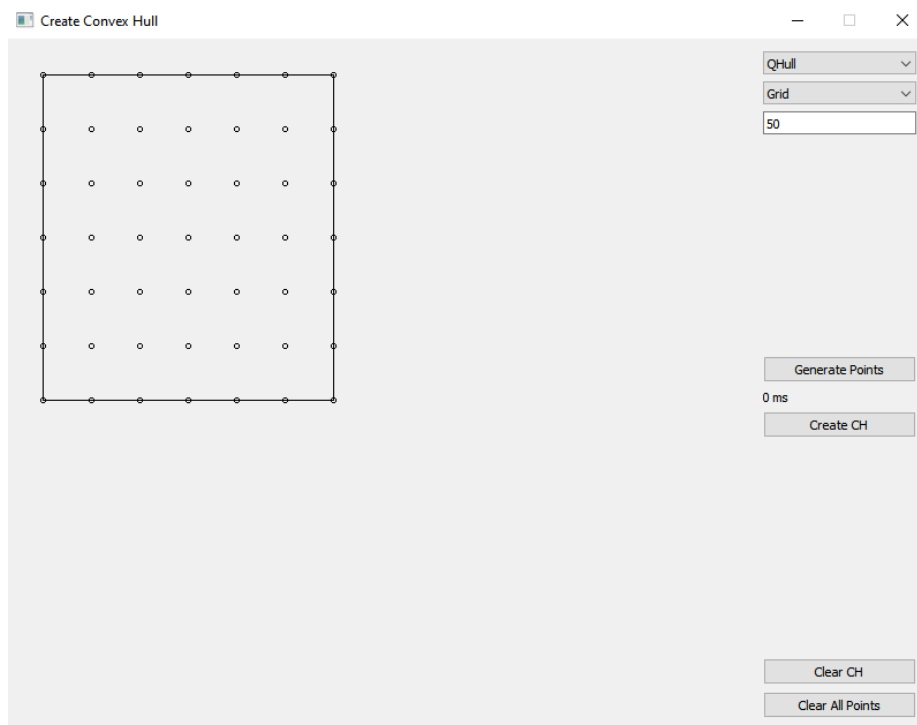 Create Convex Hull
QHull
Grid
50
Generate Points
0 ms
Create CH
Clear CH
Clear All Points